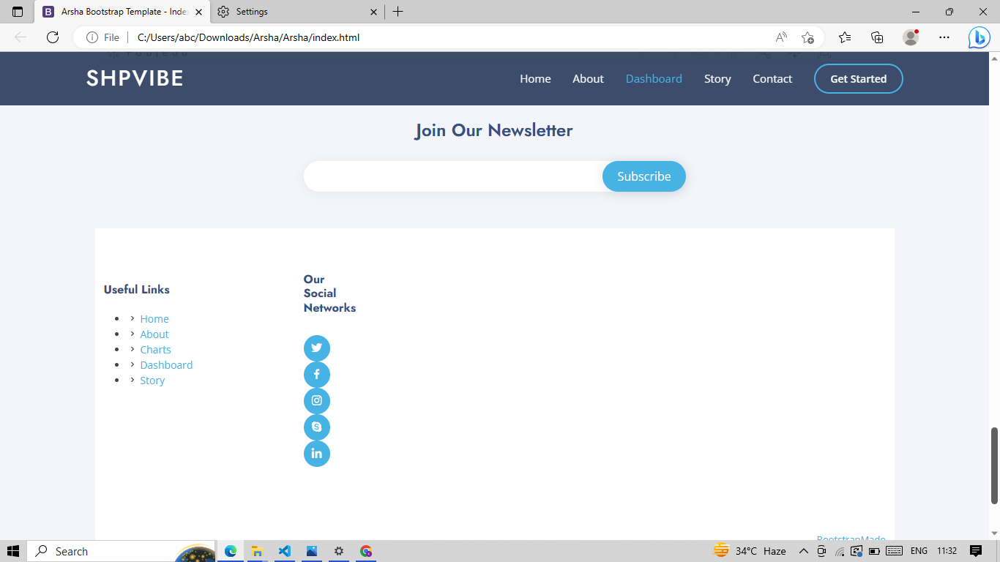 Arsha Bootstrap Template - Inde
Settings
File
C:/Users/abc/Downloads/Arsha/Arsha/index.html
SHPVIBE
Home
About
Dashboard
Story
Contact
Get Started
Join Our Newsletter
Subscribe
Useful Links
Home
About
Charts
Dashboard
Story
Our
Social
Networks
BootstrapMade
Search
34°C Haze
ENG
11:32